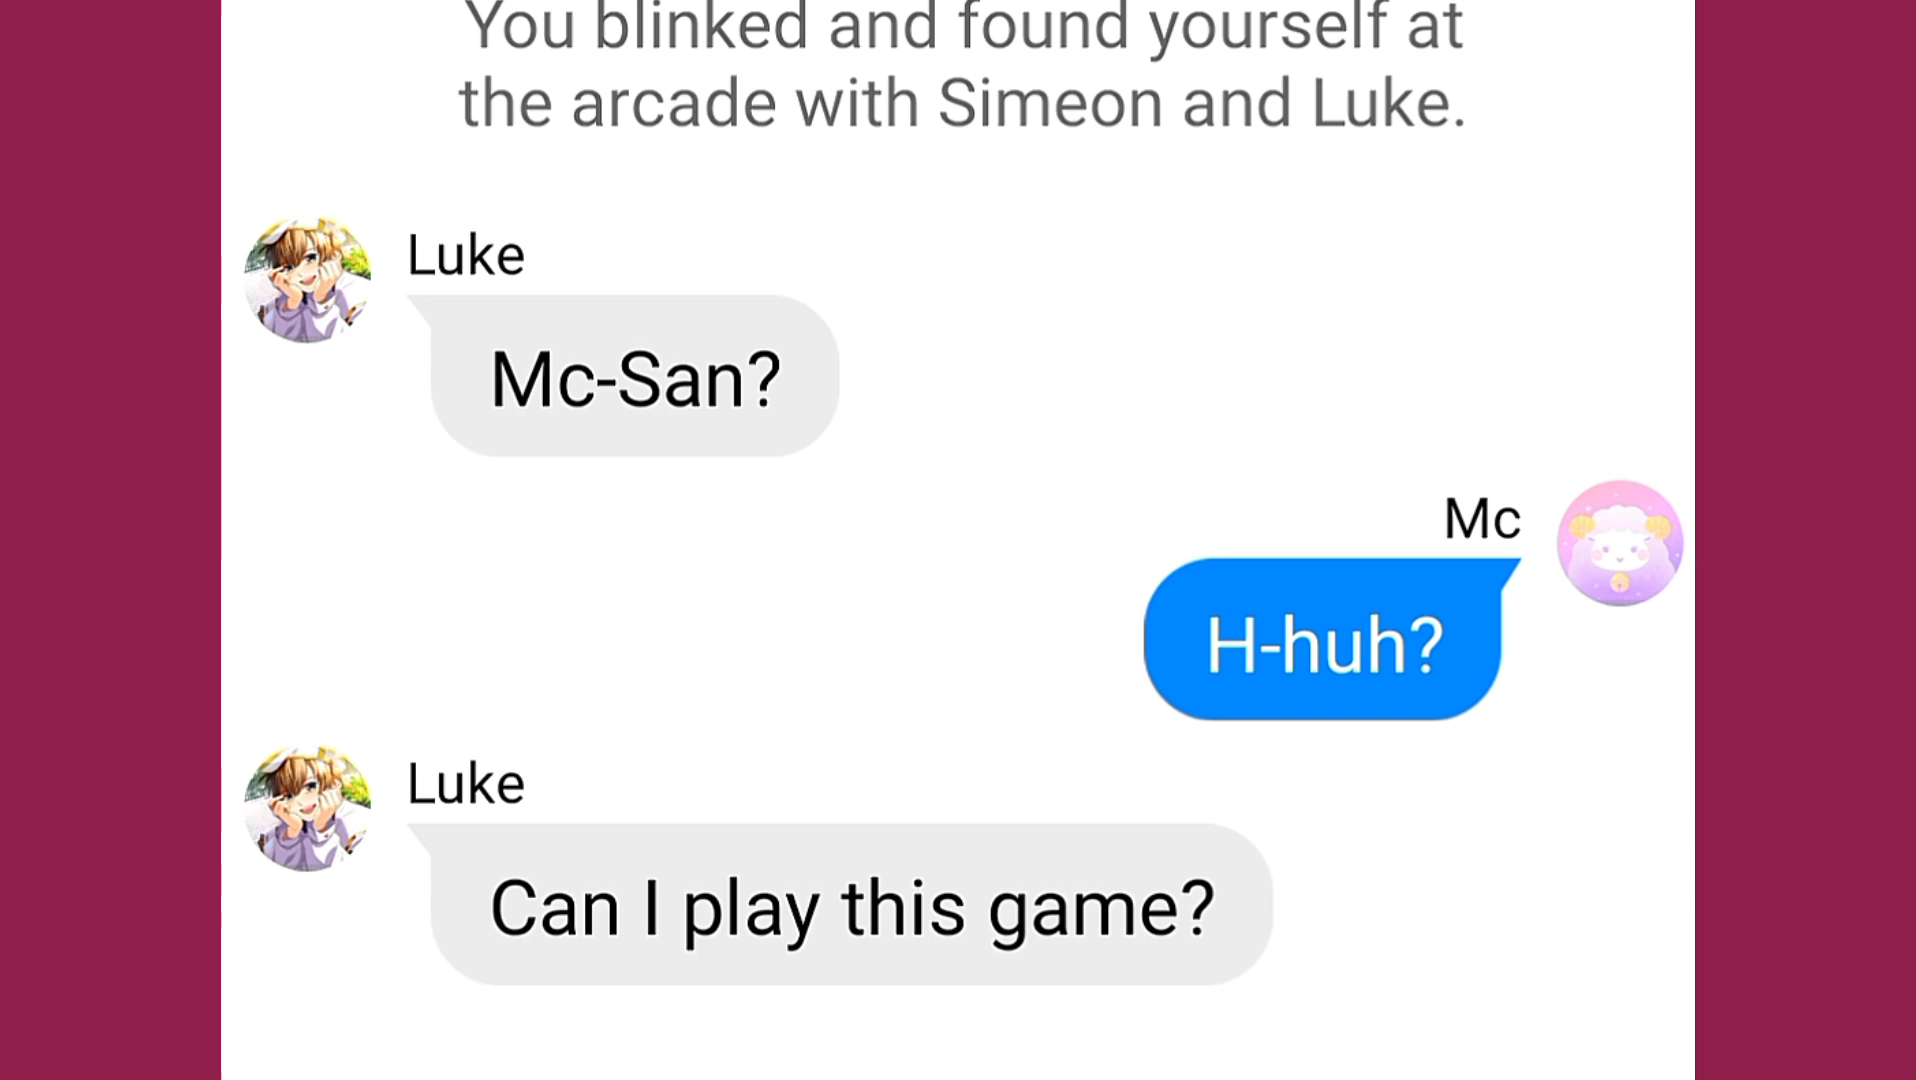 You blinked and found yourself at
the arcade with Simeon and Luke.
Luke
Mc-San?
Mc
H-huh?
Luke
Can I play this game?